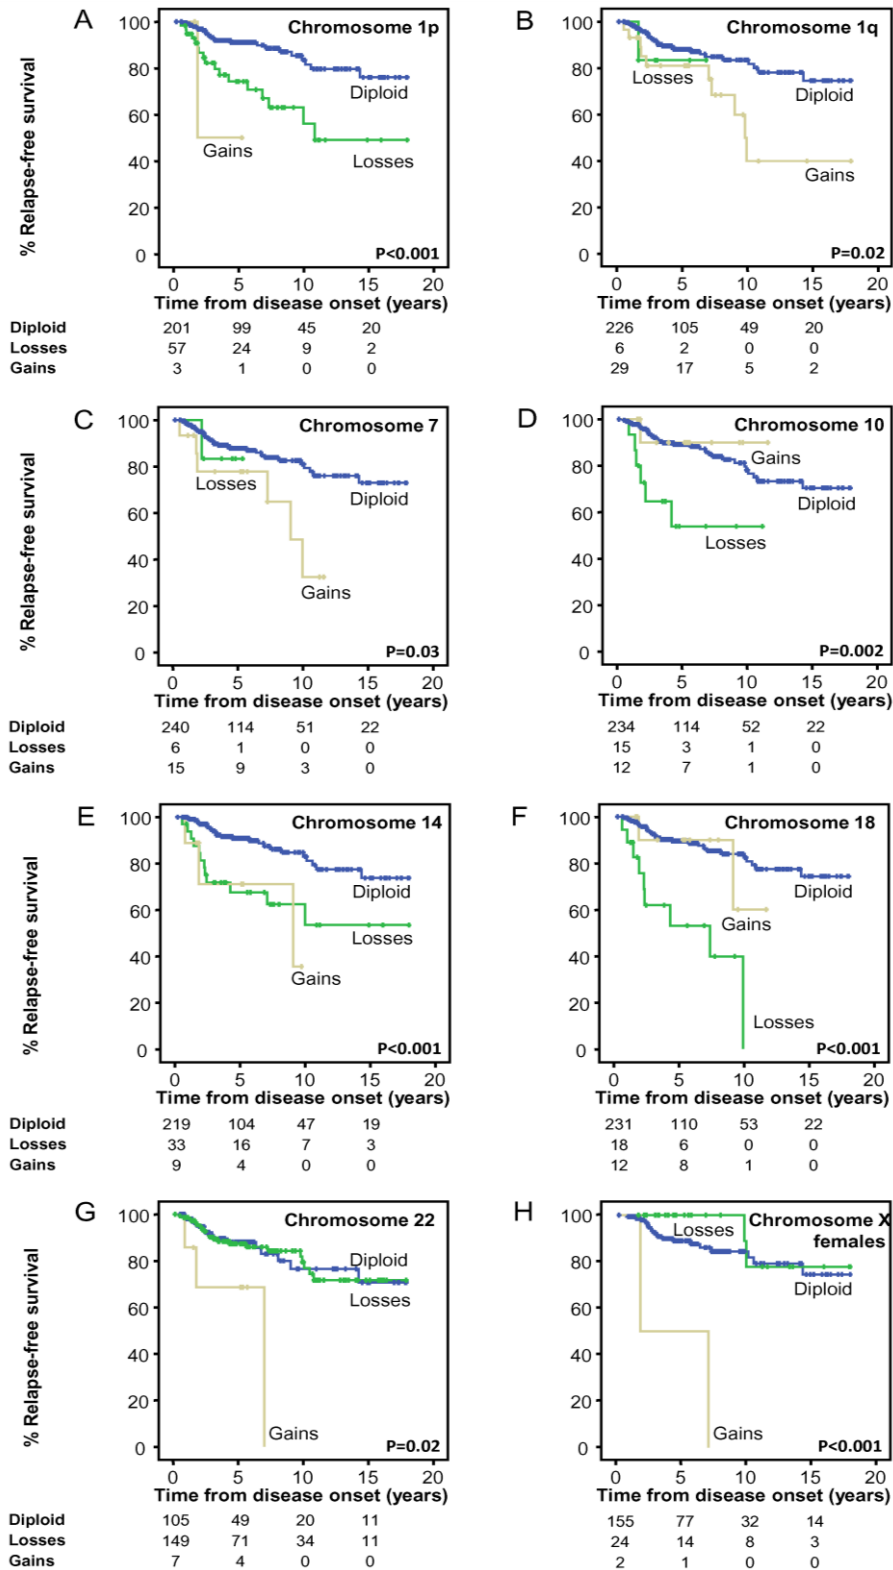 A
Chromosome 1p
% Relapse-free survival
100
80
60
40
20
0
Diploid
Gains
Losses
P<0.001
0 5 10 15 20
Time from disease onset (years)
Diploid 201 99 45 20
Losses 57 24 9 2
Gains 3 1 0 0
B
Chromosome 1q
100
80
60
40
20
0
Losses
Diploid
Gains
P=0.02
0 5 10 15 20
Time from disease onset (years)
226 105 49 20
6 2 0 0
29 17 5 2
C
Chromosome 7
% Relapse-free survival
100
80
60
40
20
0
Losses
Diploid
Gains
P=0.03
0 5 10 15 20
Time from disease onset (years)
Diploid 240 114 51 22
Losses 6 1 0 0
Gains 15 9 3 0
D
Chromosome 10
100
80
60
40
20
0
Gains
Diploid
Losses
P=0.002
0 5 10 15 20
Time from disease onset (years)
234 114 52 22
15 3 1 0
12 7 1 0
E
Chromosome 14
% Relapse-free survival
100
80
60
40
20
0
Diploid
Losses
Gains
P<0.001
0 5 10 15 20
Time from disease onset (years)
Diploid 219 104 47 19
Losses 33 16 7 3
Gains 9 4 0 0
F
Chromosome 18
100
80
60
40
20
0
Diploid
Gains
Losses
P<0.001
0 5 10 15 20
Time from disease onset (years)
231 110 53 22
18 6 0 0
12 8 1 0
G
Chromosome 22
% Relapse-free survival
100
80
60
40
20
0
Diploid
Losses
Gains
P=0.02
0 5 10 15 20
Time from disease onset (years)
Diploid 105 49 20 11
Losses 149 71 34 11
Gains 7 4 0 0
H
Chromosome X
females
100
80
60
40
20
0
Losses
Diploid
Gains
P<0.001
0 5 10 15 20
Time from disease onset (years)
155 77 32 14
24 14 8 3
2 1 0 0